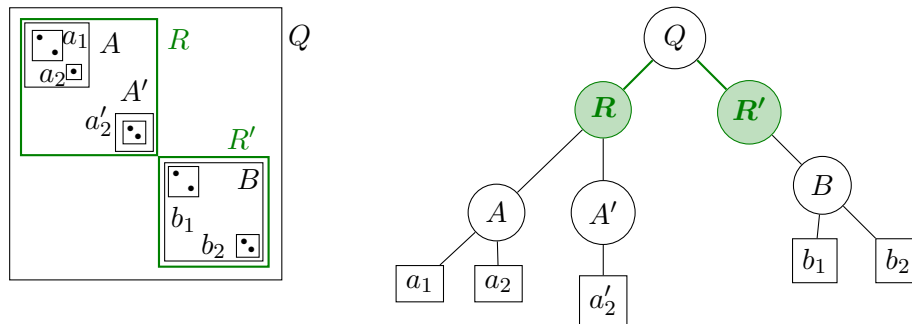 a₁ A R Q
a₂
A′
a′₂
R′
B
b₁
b₂
Q
R R′
A A′ B
a₁ a₂ a′₂ b₁ b₂